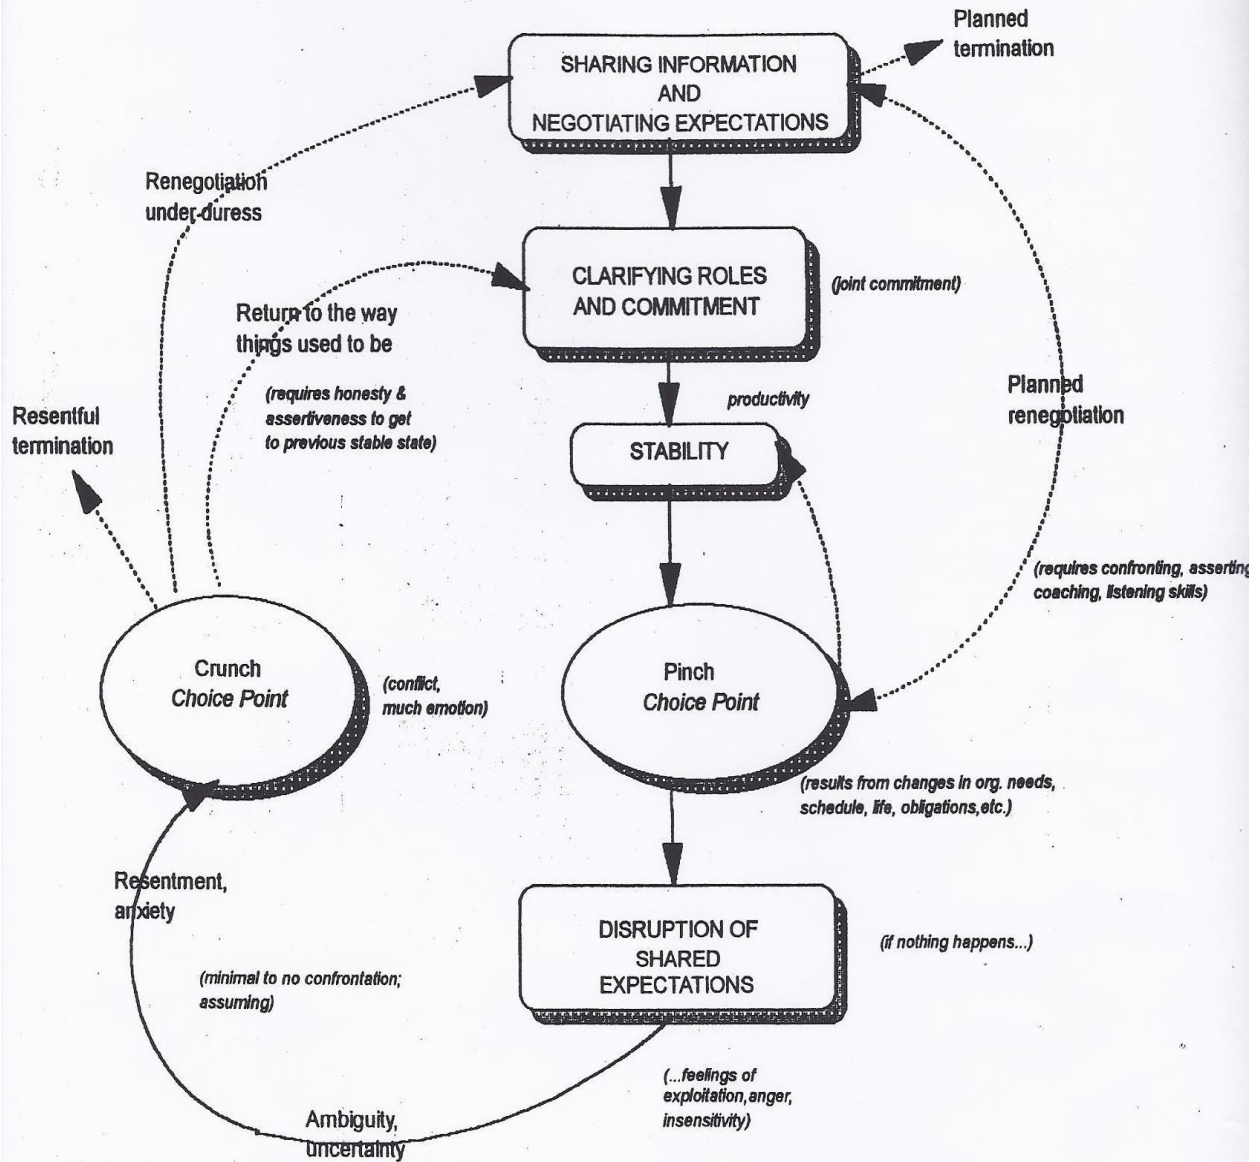 Planned
termination
SHARING INFORMATION
AND
NEGOTIATING EXPECTATIONS
Renegotiation
under duress
CLARIFYING ROLES
AND COMMITMENT
(joint commitment)
Return to the way
things used to be
(requires honesty &
assertiveness to get
to previous stable state)
productivity
Planned
renegotiation
Resentful
termination
STABILITY
(requires confronting, asserting
coaching, listening skills)
Crunch
Choice Point
(conflict,
much emotion)
Pinch
Choice Point
(results from changes in org. needs,
schedule, life, obligations,etc.)
Resentment,
anxiety
DISRUPTION OF
SHARED
EXPECTATIONS
(if nothing happens...)
(minimal to no confrontation;
assuming)
(...feelings of
exploitation,anger,
insensitivity)
Ambiguity,
uncertainty